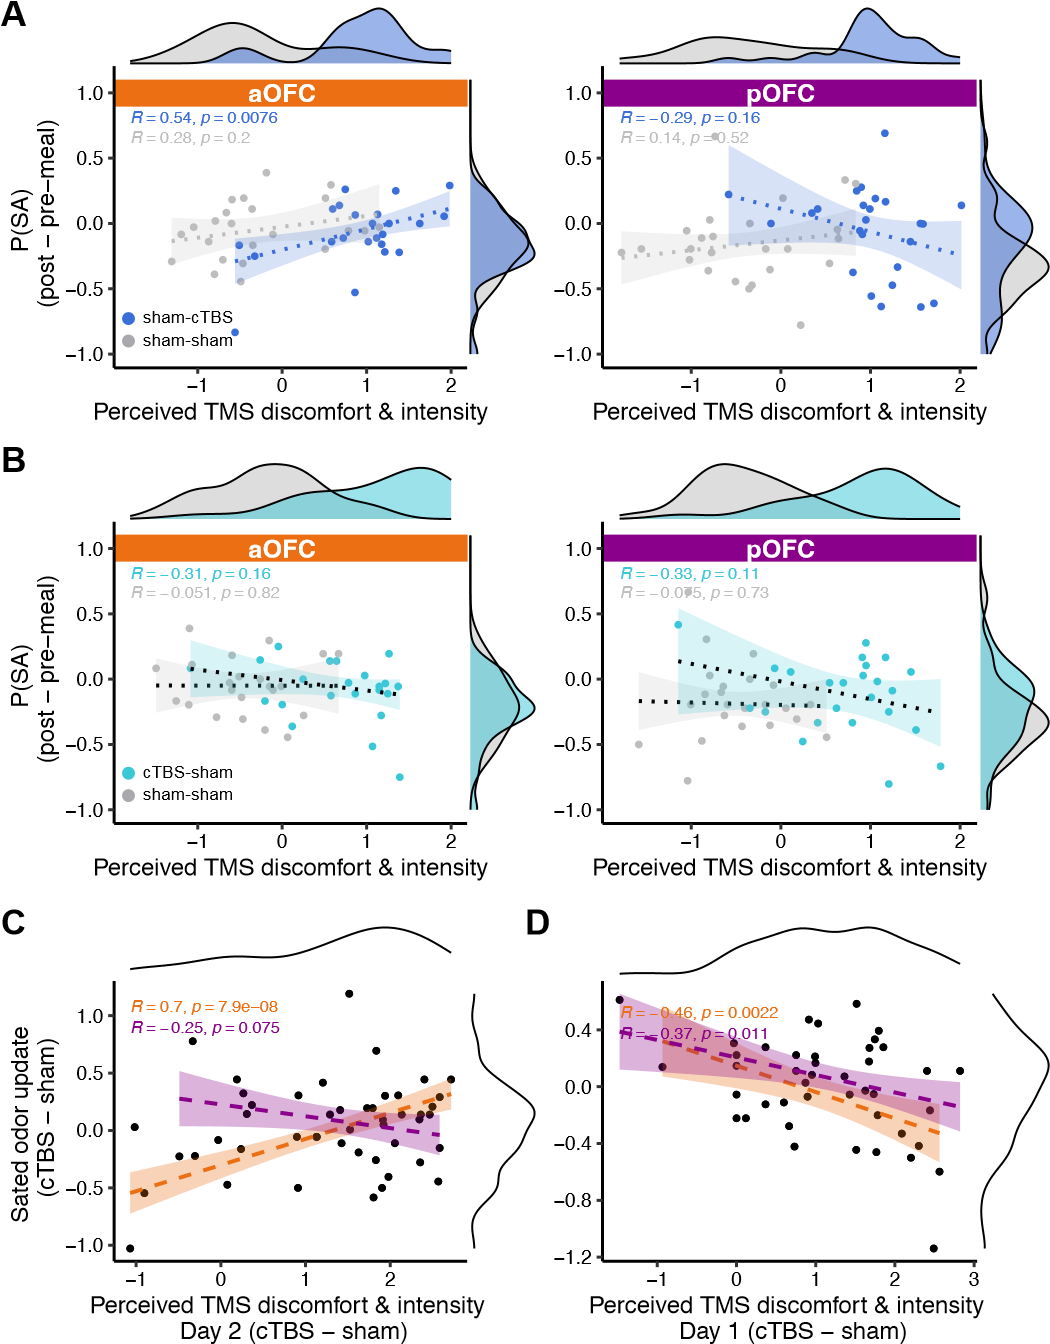 A
aOFC
R = 0.54, p = 0.0076
R = 0.28, p = 0.2
1.0
0.5
0.0
−0.5
−1.0
P(SA)
(post − pre−meal)
sham-cTBS
sham-sham
−1 0 1 2
Perceived TMS discomfort & intensity
pOFC
R = −0.29, p = 0.16
R = 0.14, p = 0.52
1.0
0.5
0.0
−0.5
−1.0
−1 0 1 2
Perceived TMS discomfort & intensity
B
aOFC
R = −0.31, p = 0.16
R = −0.051, p = 0.82
1.0
0.5
0.0
−0.5
−1.0
P(SA)
(post − pre−meal)
cTBS-sham
sham-sham
−1 0 1 2
Perceived TMS discomfort & intensity
pOFC
R = −0.33, p = 0.11
R = −0.075, p = 0.73
1.0
0.5
0.0
−0.5
−1.0
−1 0 1 2
Perceived TMS discomfort & intensity
C
R = 0.7, p = 7.9e−08
R = −0.25, p = 0.075
1.0
0.5
0.0
−0.5
−1.0
Sated odor update
(cTBS − sham)
−1 0 1 2
Perceived TMS discomfort & intensity
Day 2 (cTBS − sham)
D
R = −0.46, p = 0.0022
R = −0.37, p = 0.011
0.4
0.0
−0.4
−0.8
−1.2
−1 0 1 2 3
Perceived TMS discomfort & intensity
Day 1 (cTBS − sham)